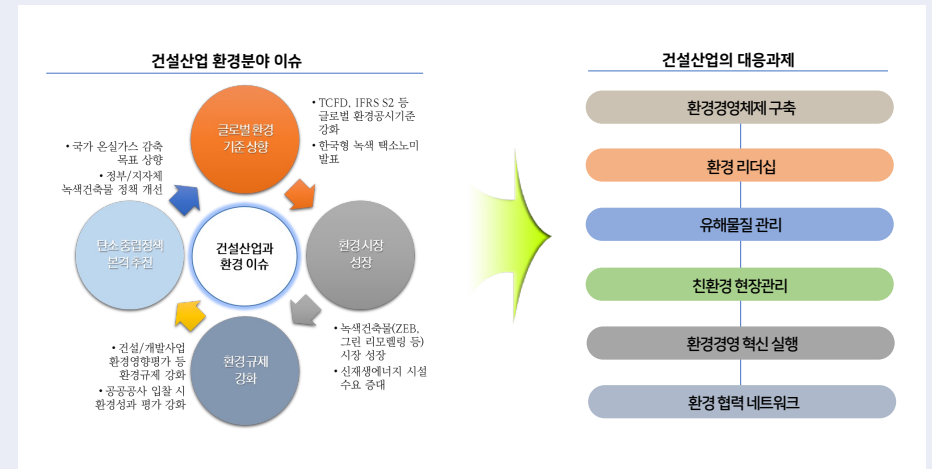 건설산업 환경분야 이슈
글로벌 환경
기준 상향
• TCFD, IFRS S2 등
글로벌 환경공시기준
강화
• 한국형 녹색 택소노미
발표
• 국가 온실가스 감축
목표 상향
• 정부/지자체
녹색건축물 정책 개선
탄소중립정책
본격 추진
건설산업과
환경 이슈
환경 시장
성장
• 녹색건축물(ZEB,
그린 리모델링 등)
시장 성장
• 신재생에너지 시설
수요 증대
환경 규제
강화
• 건설/개발사업
환경영향평가 등
환경규제 강화
• 공공공사 입찰 시
환경성과 평가 강화
건설산업의 대응과제
환경경영체제 구축
환경 리더십
유해물질 관리
친환경 현장관리
환경경영 혁신 실행
환경 협력 네트워크